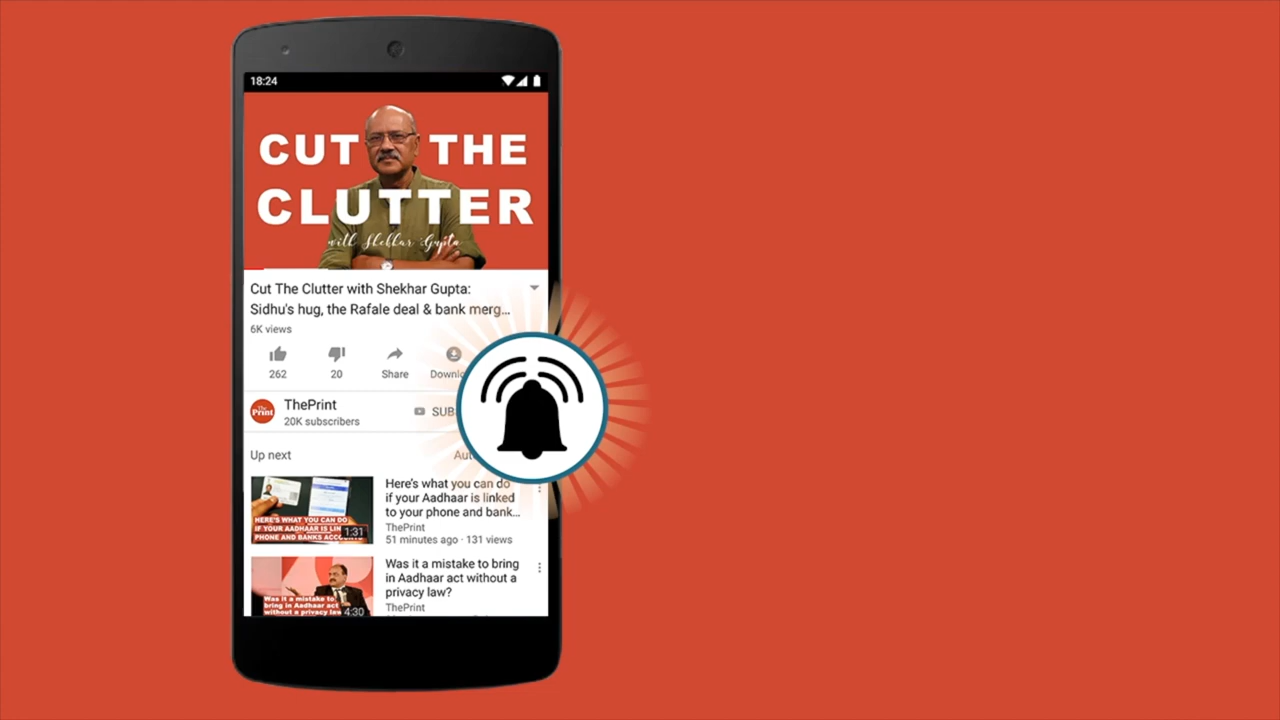 18:24
CUT THE
CLUTTER
with Shekhar Gupta
Cut The Clutter with Shekhar Gupta:
Sidhu's hug, the Rafale deal & bank merg...
6K views
262 20 Share Downlo
The
Print
ThePrint
20K subscribers
SUB
Up next
Aut
HERE'S WHAT YOU CAN DO
IF YOUR AADHAAR IS LIN
PHONE AND BANKS ACCO
1:31
Here's what you can do
if your Aadhaar is linked
to your phone and bank...
ThePrint
51 minutes ago · 131 views
Was it a mistake to
bring in Aadhaar act
without a privacy law
4:30
Was it a mistake to bring
in Aadhaar act without a
privacy law?
ThePrint